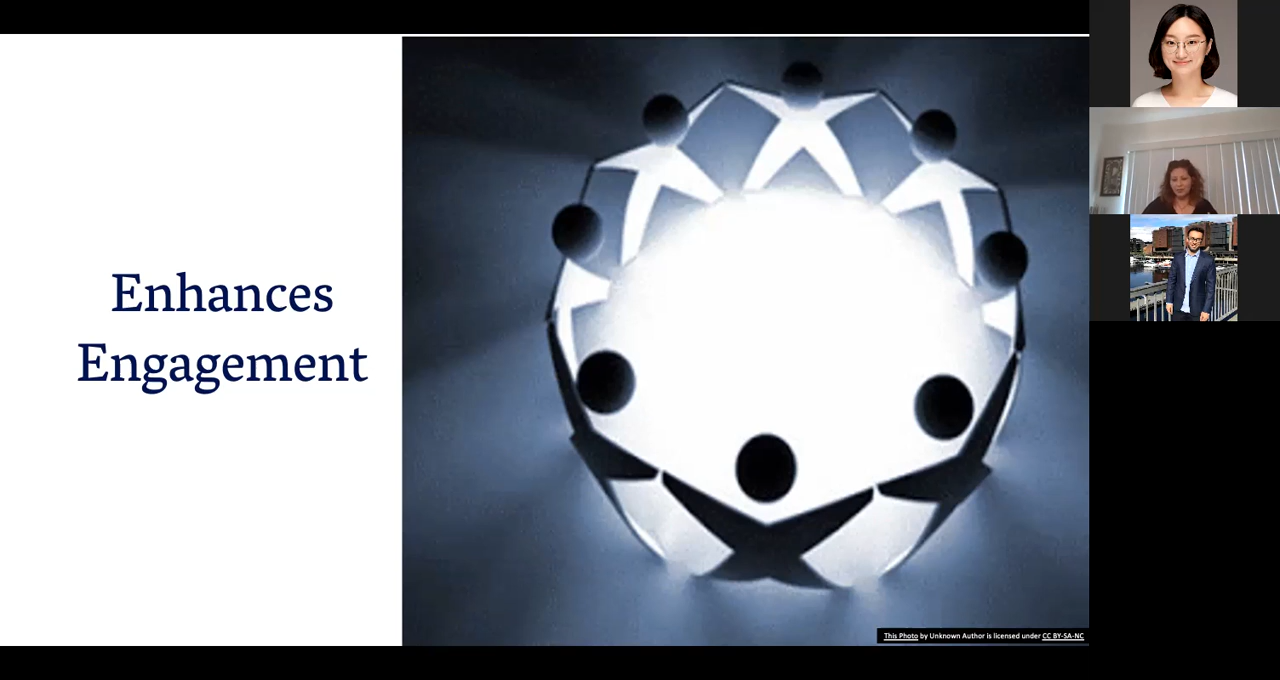 Enhances
Engagement
This Photo by Unknown Author is licensed under CC BY-SA-NC